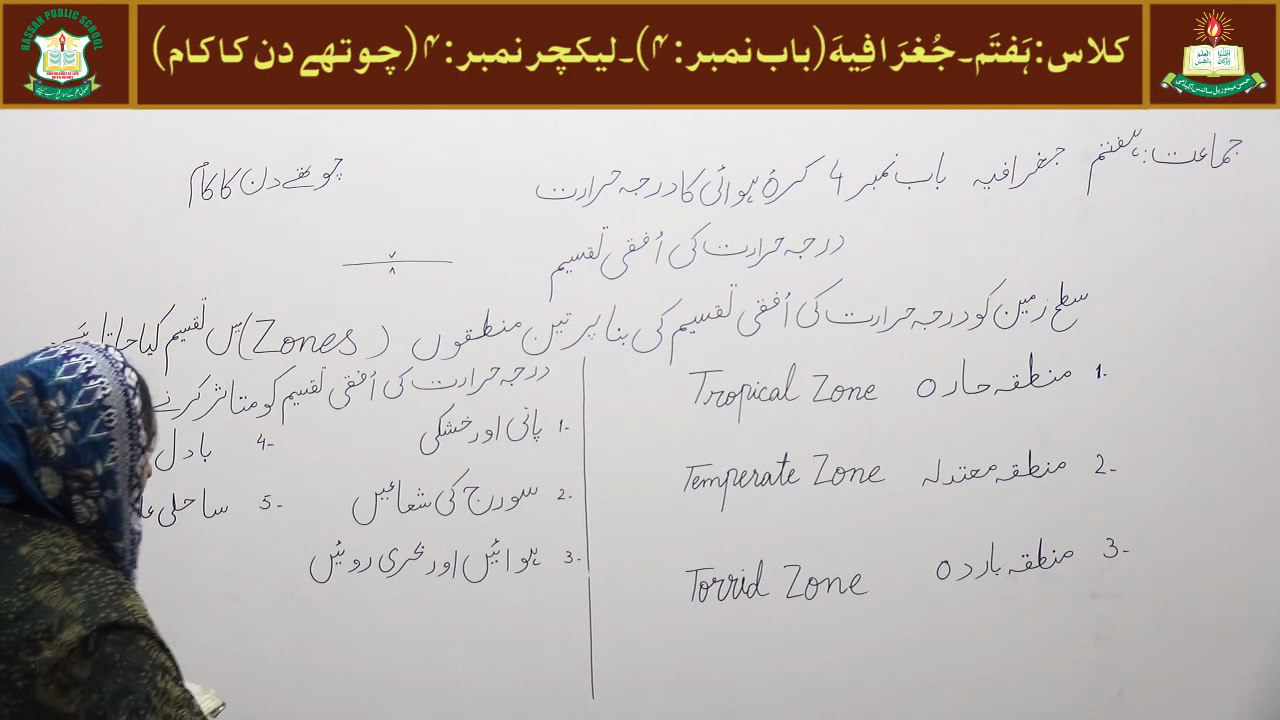 HASSAN PUBLIC SCHOOL
کلاس: ہَفتَم۔ جُغرَافِیہَ (باب نمبر: ۴)۔ لیکچر نمبر: ۴ (چوتھے دن کا کام)
جماعت: ہفتم جغرافیہ باب نمبر 4 کرۂ ہوائی کا درجہ حرارت چوتھے دن کا کام
درجہ حرارت کی اُفقی تقسیم
سطح زمین کو درجہ حرارت کی اُفقی تقسیم کی بنا پر تین منطقوں (Zones) میں تقسیم کیا جاتا ہے
1. منطقہ حارہ Tropical Zone
2. منطقہ معتدلہ Temperate Zone
3. منطقہ باردہ Torrid Zone
درجہ حرارت کی اُفقی تقسیم کو متاثر کرنے
1. پانی اور خشکی
2. سورج کی شعاعیں
3. ہوائیں اور بحری روئیں
4. بادل
5. ساحلی